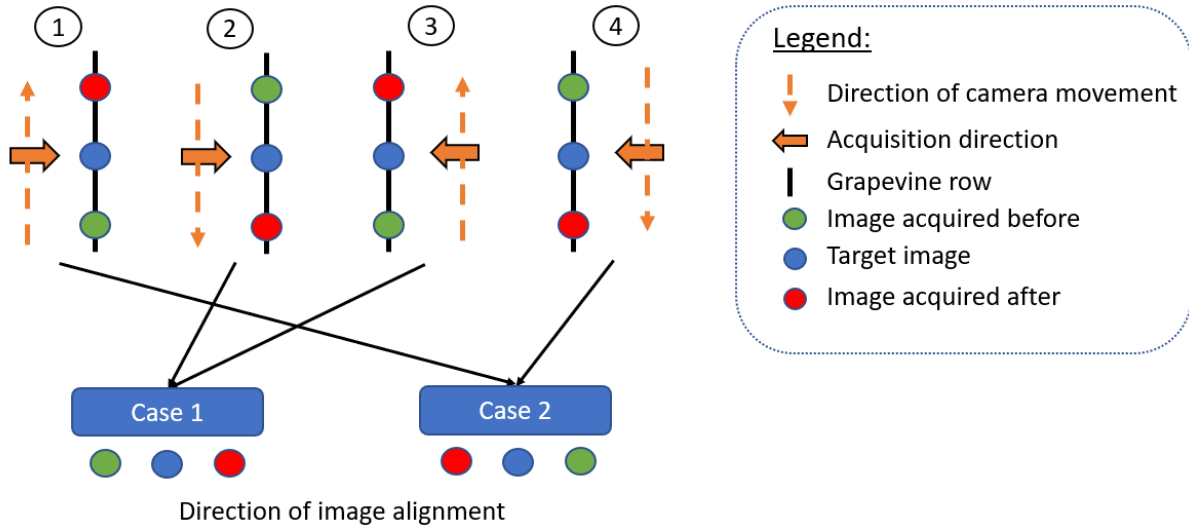 1
2
3
4
Legend:
Direction of camera movement
Acquisition direction
Grapevine row
Image acquired before
Target image
Image acquired after
Case 1
Case 2
Direction of image alignment